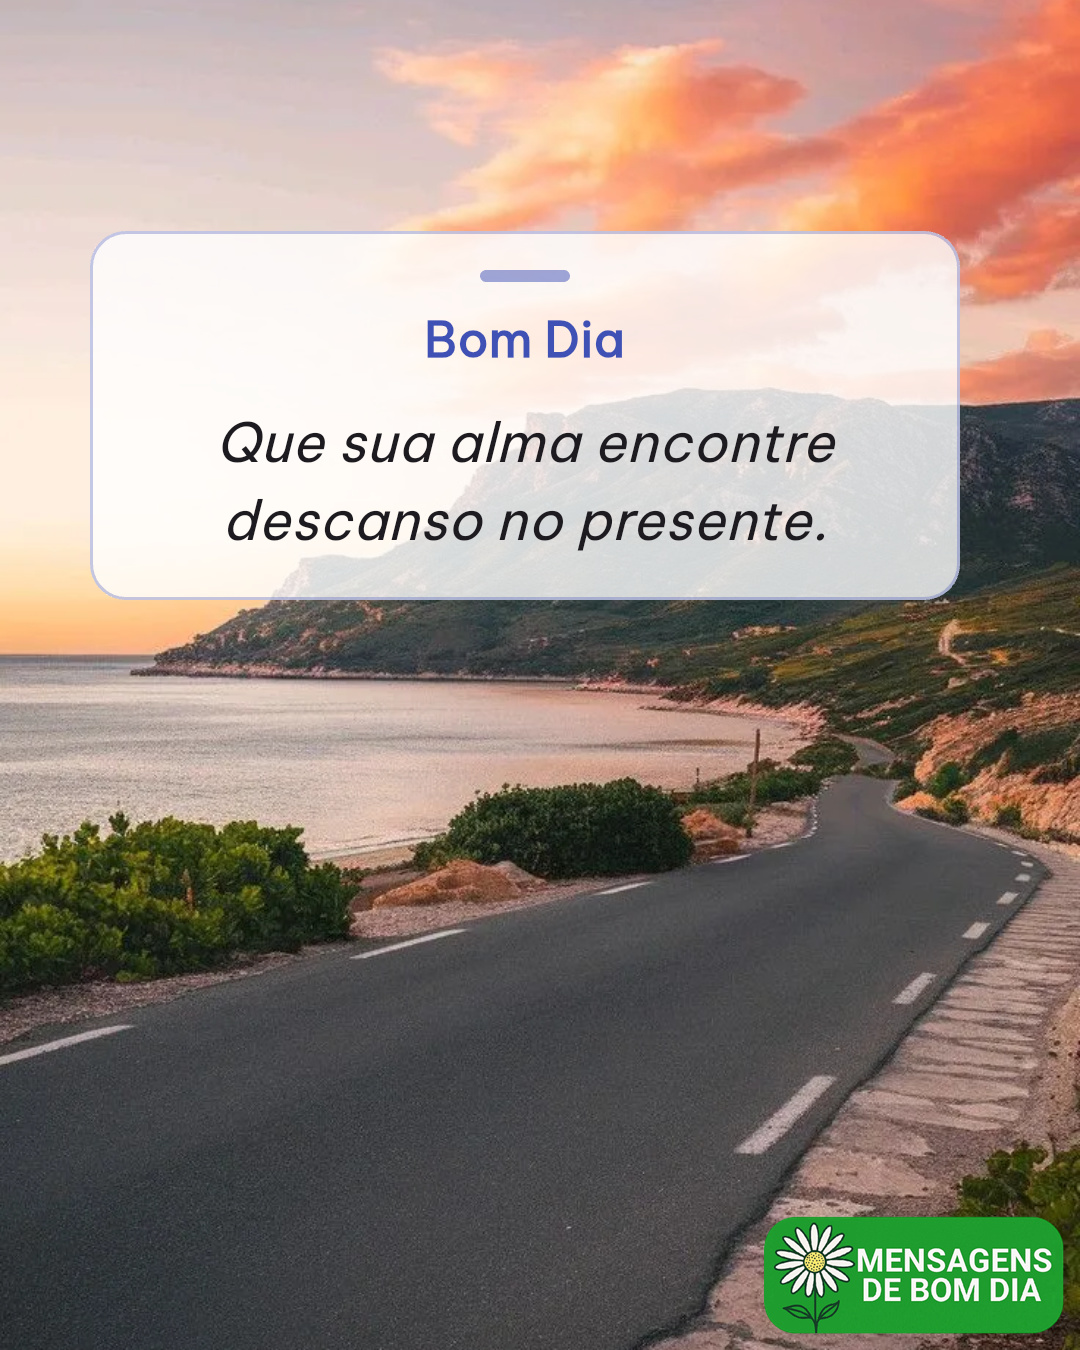 Bom Dia
Que sua alma encontre
descanso no presente.
MENSAGENS
DE BOM DIA